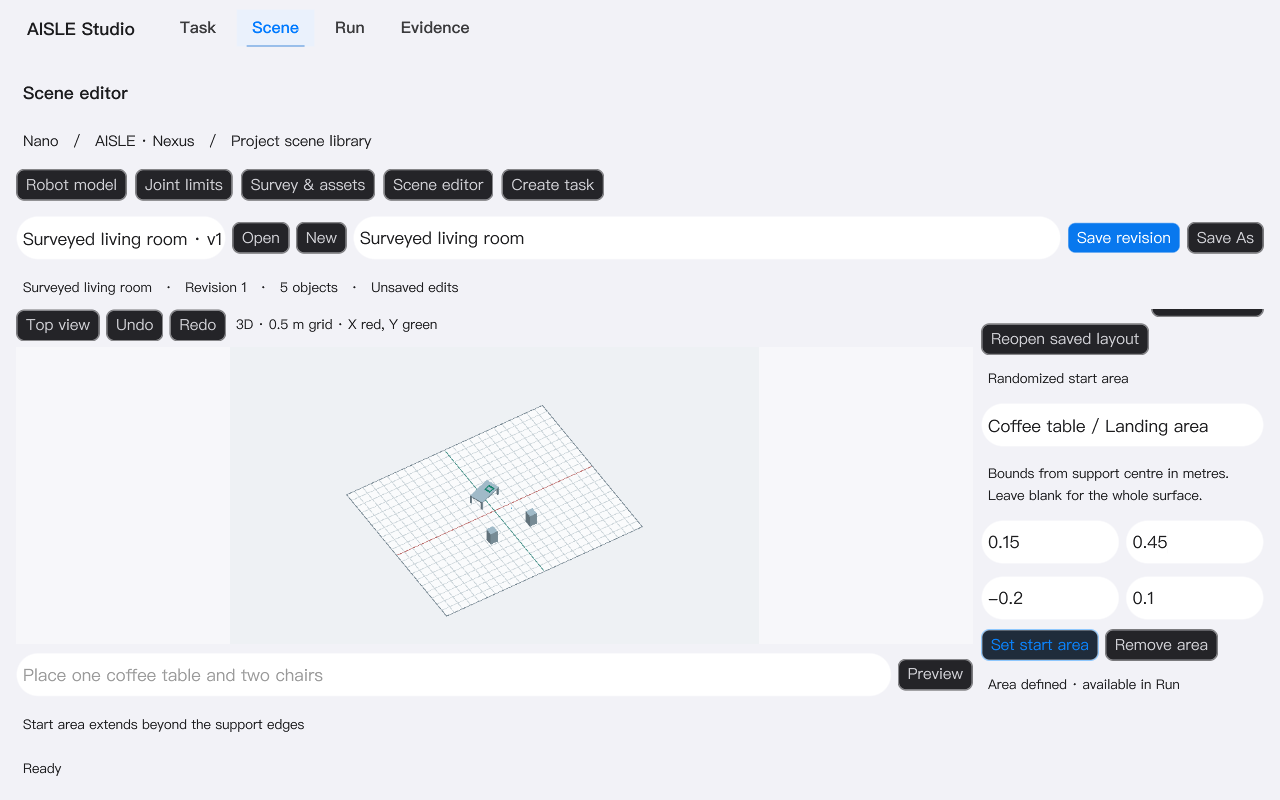 AISLE Studio Task Scene Run Evidence
Scene editor
Nano / AISLE · Nexus / Project scene library
Robot model Joint limits Survey & assets Scene editor Create task
Surveyed living room · v1 Open New Surveyed living room Save revision Save As
Surveyed living room · Revision 1 · 5 objects · Unsaved edits
Top view Undo Redo 3D · 0.5 m grid · X red, Y green
Reopen saved layout
Randomized start area
Coffee table / Landing area
Bounds from support centre in metres.
Leave blank for the whole surface.
0.15 0.45
−0.2 0.1
Set start area Remove area
Area defined · available in Run
Place one coffee table and two chairs Preview
Start area extends beyond the support edges
Ready